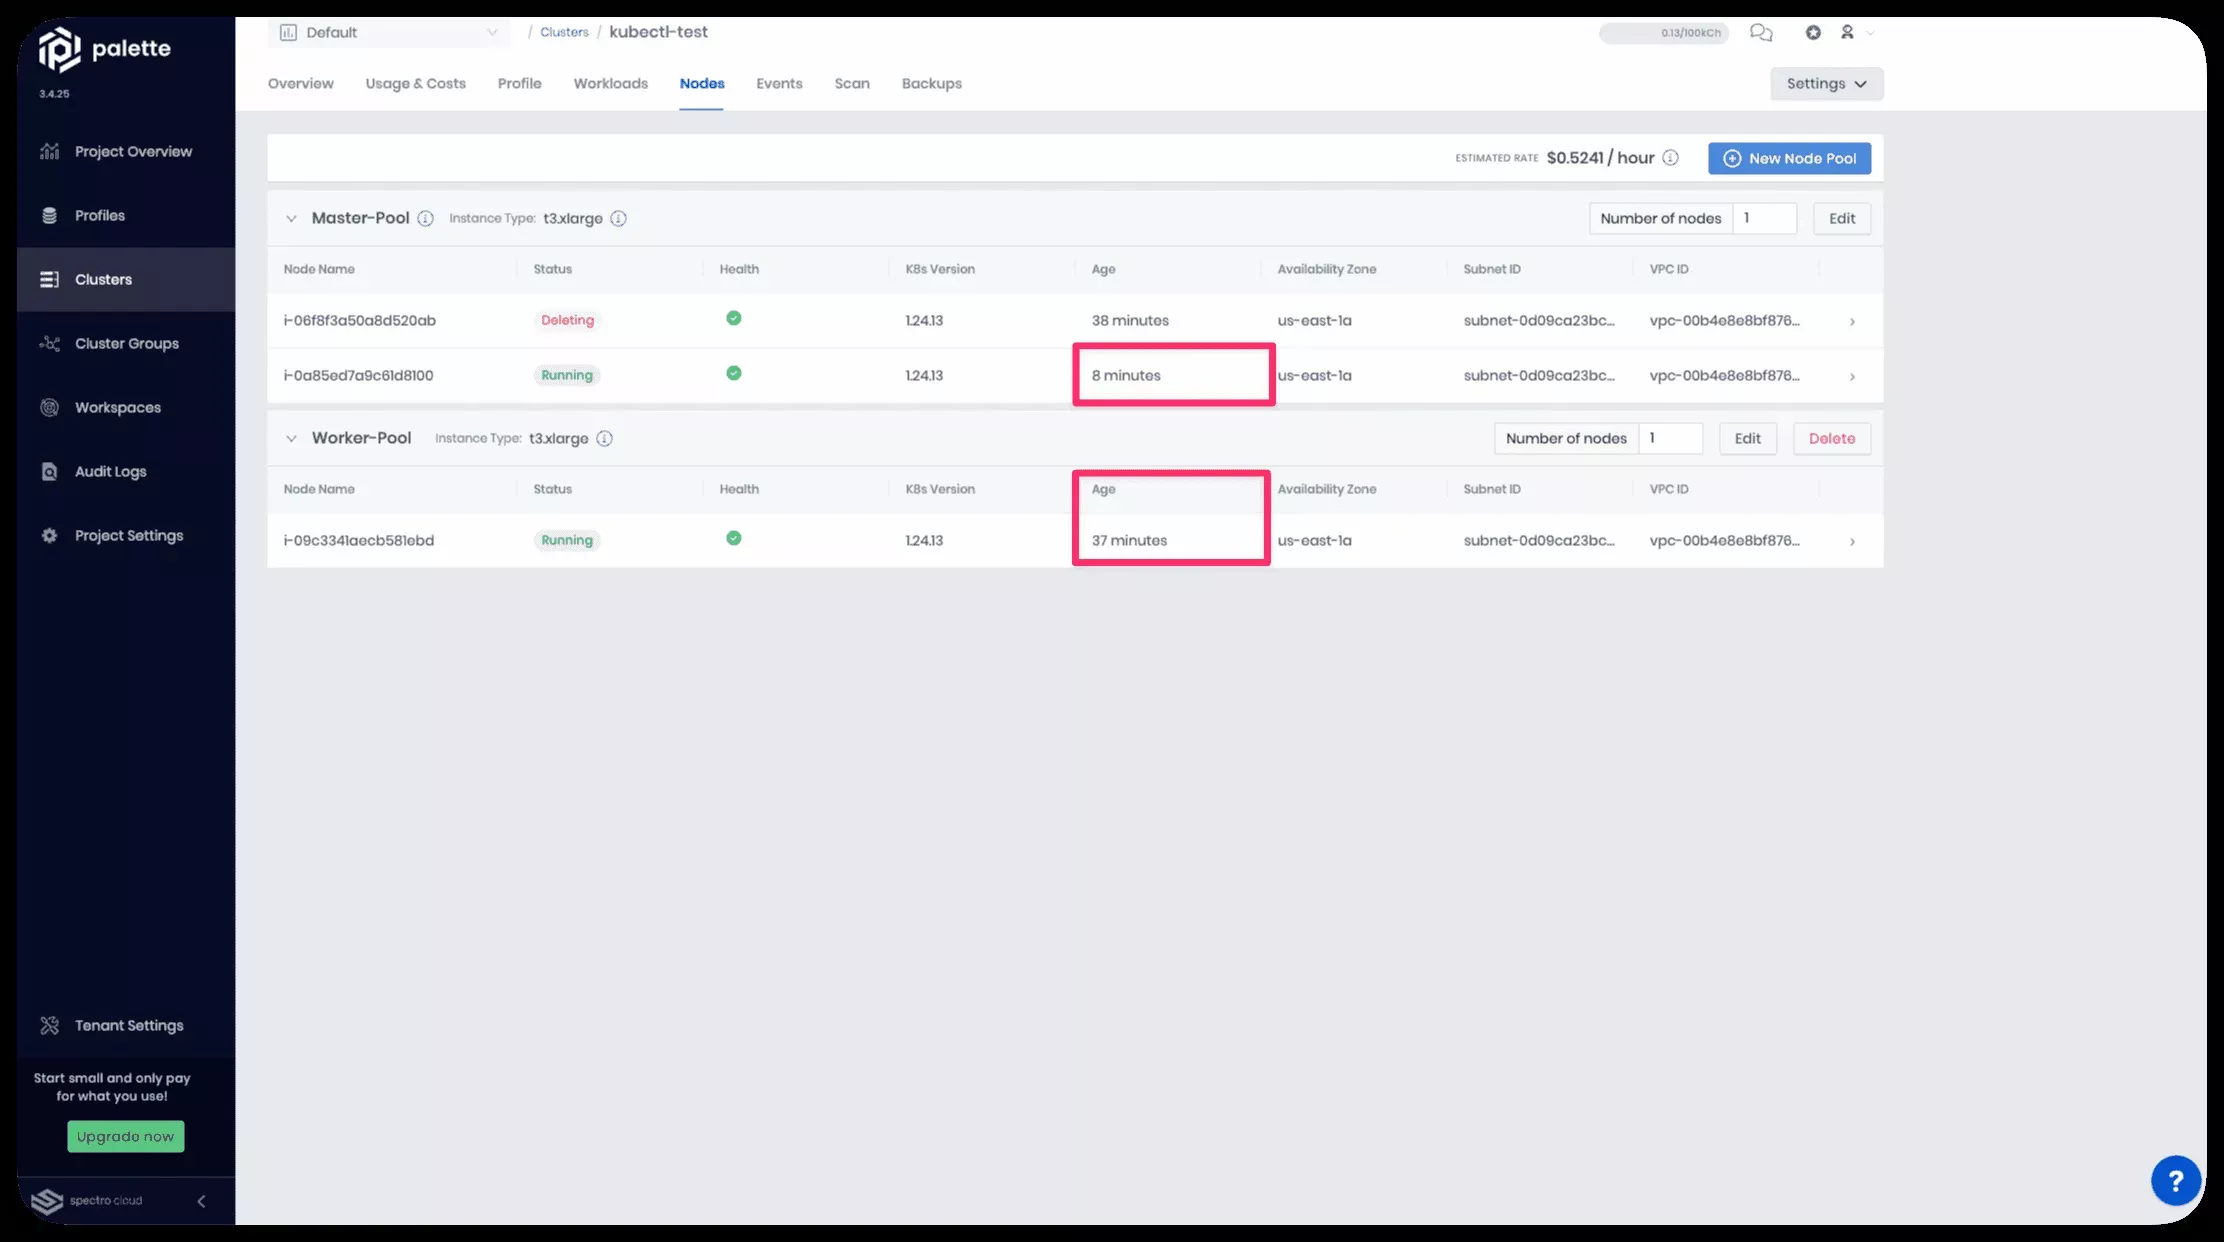 palette
3.4.25
Project Overview
Profiles
Clusters
Cluster Groups
Workspaces
Audit Logs
Project Settings
Tenant Settings
Start small and only pay
for what you use!
Upgrade now
spectro cloud
Default / Clusters / kubectl-test
0.13/100kCh
Overview Usage & Costs Profile Workloads Nodes Events Scan Backups
Settings
ESTIMATED RATE $0.5241 / hour
New Node Pool
Master-Pool Instance Type: t3.xlarge
Number of nodes 1 Edit
Node Name Status Health K8s Version Age Availability Zone Subnet ID VPC ID
i-06f8f3a50a8d520ab Deleting 1.24.13 38 minutes us-east-1a subnet-0d09ca23bc... vpc-00b4e8e8bf876...
i-0a85ed7a9c61d8100 Running 1.24.13 8 minutes us-east-1a subnet-0d09ca23bc... vpc-00b4e8e8bf876...
Worker-Pool Instance Type: t3.xlarge
Number of nodes 1 Edit Delete
Node Name Status Health K8s Version Age Availability Zone Subnet ID VPC ID
i-09c3341aecb581ebd Running 1.24.13 37 minutes us-east-1a subnet-0d09ca23bc... vpc-00b4e8e8bf876...
?